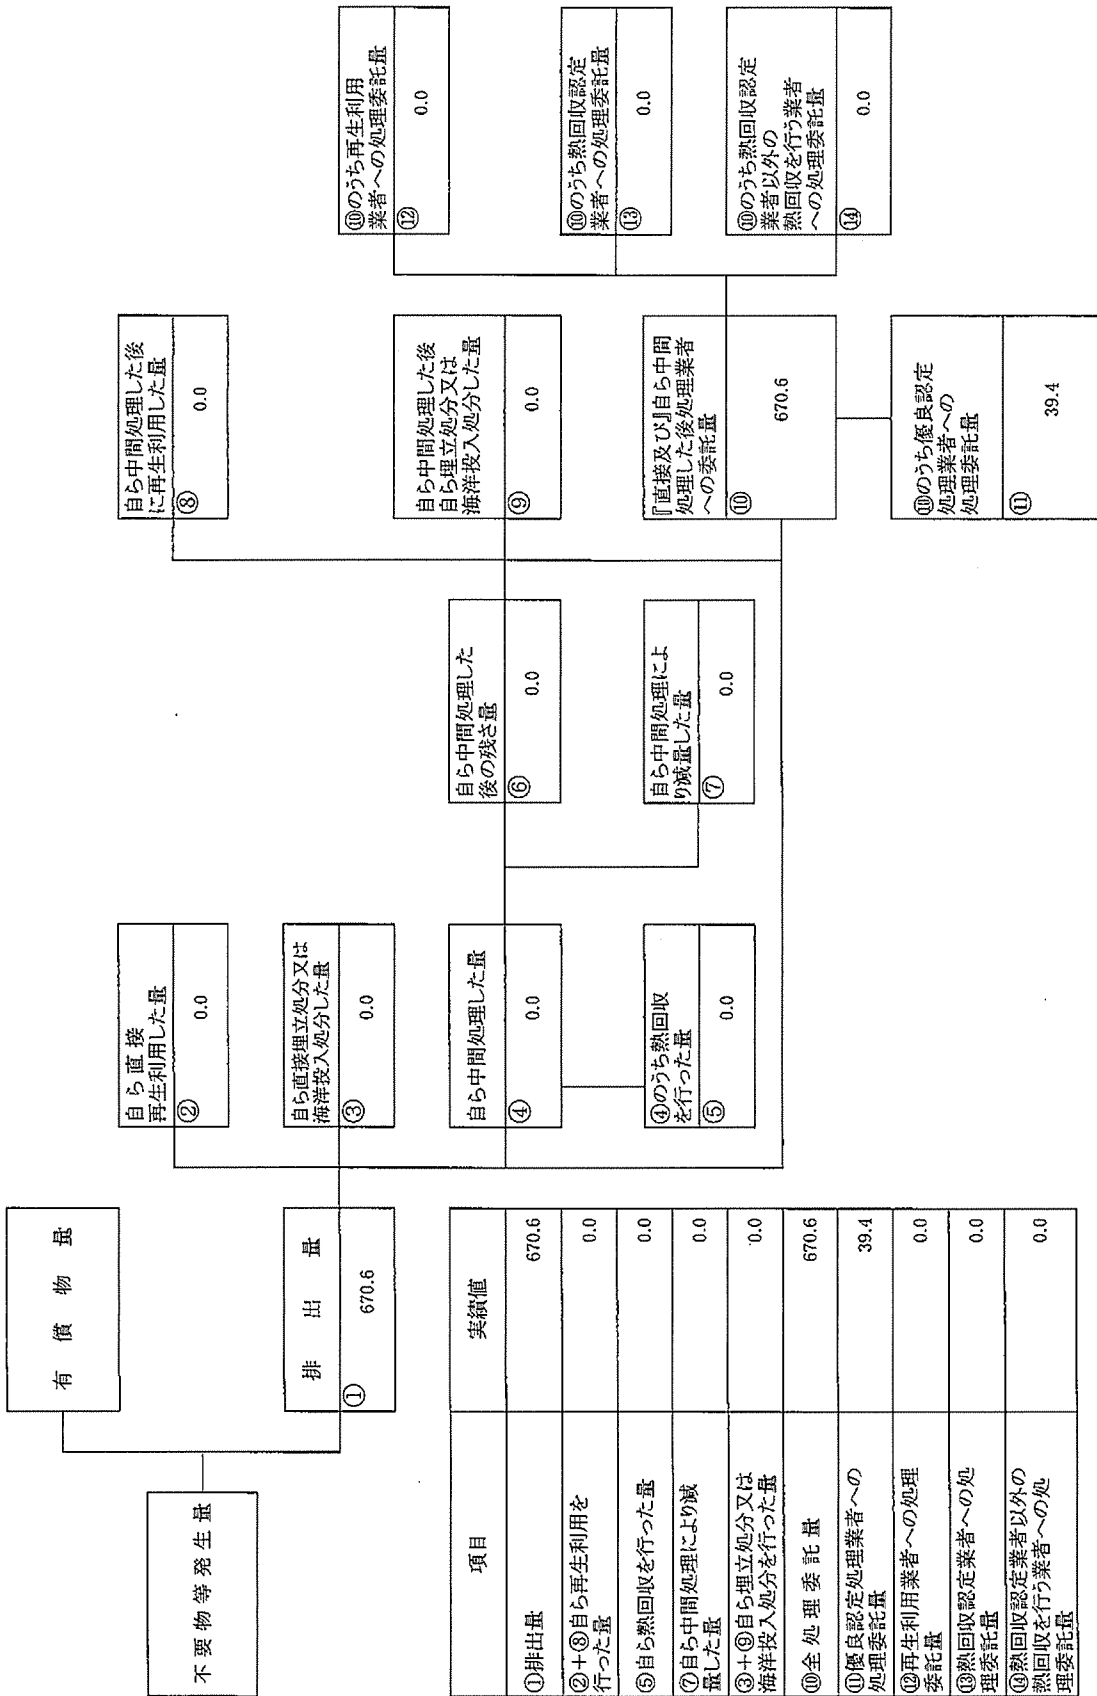 不要物等発生量
有償物量
排出量
①
670.6
自ら直接
再生利用した量
②
0.0
自ら直接埋立処分又は
海洋投入処分した量
③
0.0
自ら中間処理した量
④
0.0
④のうち熱回収
を行った量
⑤
0.0
自ら中間処理した
後の残さ量
⑥
0.0
自ら中間処理によ
り減量した量
⑦
0.0
自ら中間処理した後
に再生利用した量
⑧
0.0
自ら中間処理した後
自ら埋立処分又は
海洋投入処分した量
⑨
0.0
『直接及び』自ら中間
処理した後処理業者
への委託量
⑩
670.6
⑩のうち優良認定
処理業者への
処理委託量
⑪
39.4
⑩のうち再生利用
業者への処理委託量
⑫
0.0
⑩のうち熱回収認定
業者への処理委託量
⑬
0.0
⑩のうち熱回収認定
業者以外の
熱回収を行う業者
への処理委託量
⑭
0.0
項目
実績値
①排出量
670.6
②+⑧自ら再生利用を
行った量
0.0
⑤自ら熱回収を行った量
0.0
⑦自ら中間処理により減
量した量
0.0
③+⑨自ら埋立処分又は
海洋投入処分を行った量
0.0
⑩全処理委託量
670.6
⑪優良認定処理業者への
処理委託量
39.4
⑫再生利用業者への処理
委託量
0.0
⑬熱回収認定業者への処
理委託量
0.0
⑭熱回収認定業者以外の
熱回収を行う業者への処
理委託量
0.0